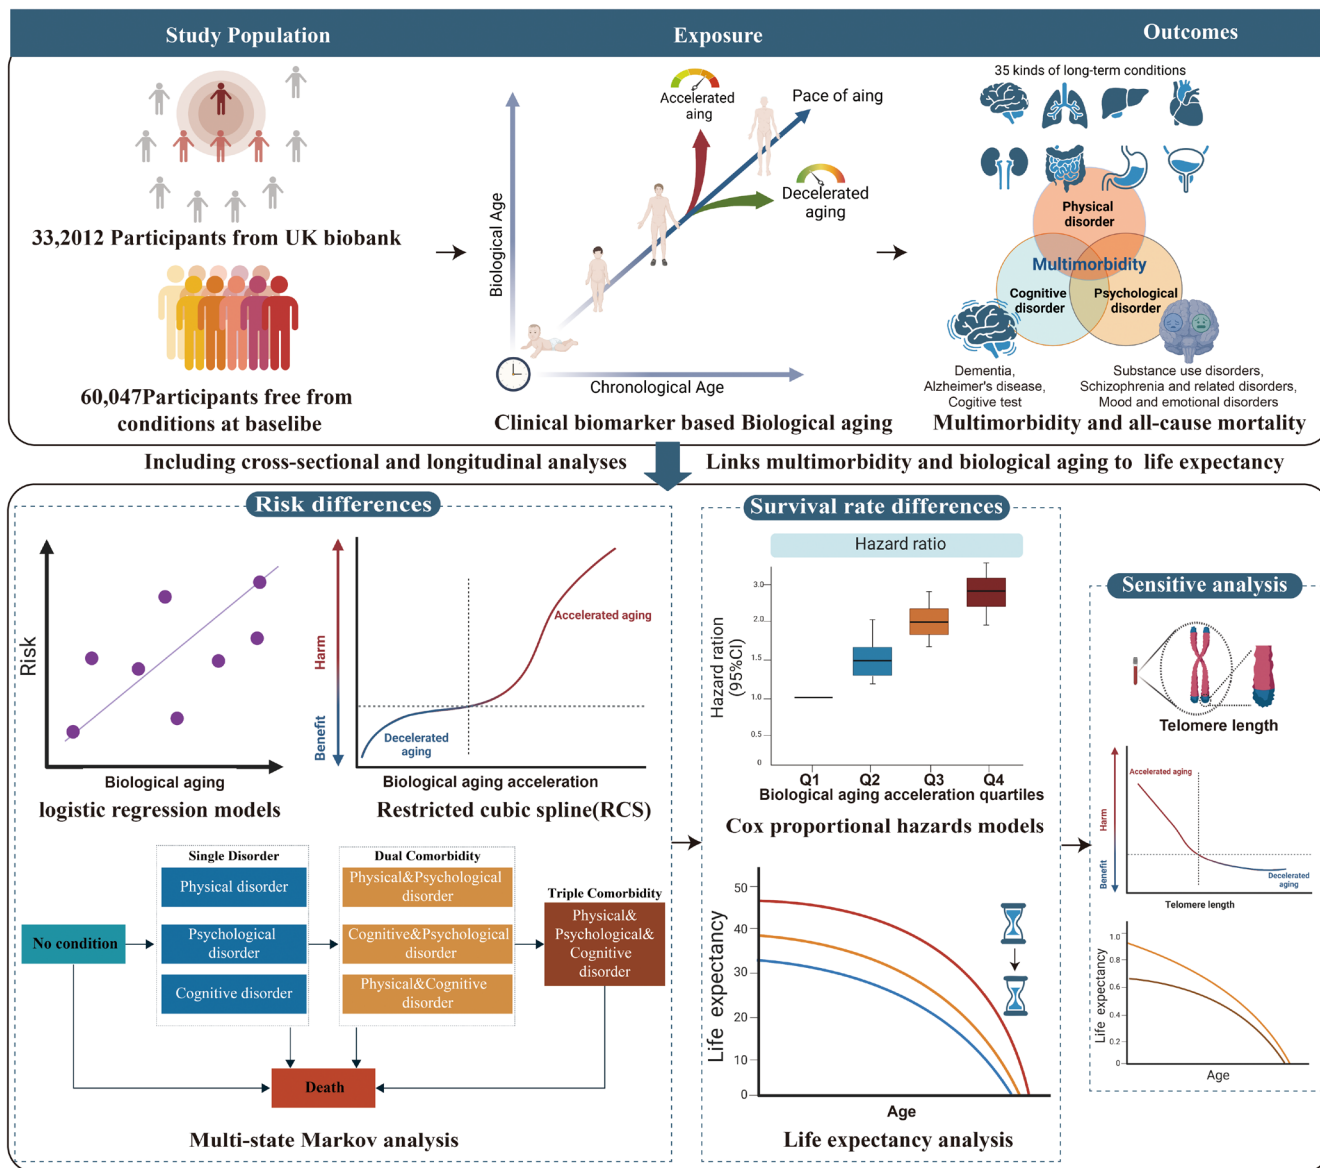 Study Population
Exposure
Outcomes
33,2012 Participants from UK biobank
60,047Participants free from
conditions at baselibe
Biological Age
Chronological Age
Accelerated
aing
Pace of aing
Decelerated
aging
Clinical biomarker based Biological aging
35 kinds of long-term conditions
Physical
disorder
Multimorbidity
Cognitive
disorder
Psychological
disorder
Dementia,
Alzheimer's disease,
Cogitive test
Substance use disorders,
Schizophrenia and related disorders,
Mood and emotional disorders
Multimorbidity and all-cause mortality
Including cross-sectional and longitudinal analyses
Links multimorbidity and biological aging to life expectancy
Risk differences
Risk
Biological aging
logistic regression models
Harm
Benefit
Accelerated aging
Decelerated
aging
Biological aging acceleration
Restricted cubic spline(RCS)
Single Disorder
Dual Comorbidity
Triple Comorbidity
No condition
Physical disorder
Psychological
disorder
Cognitive disorder
Physical&Psychological
disorder
Cognitive&Psychological
disorder
Physical&Cognitive
disorder
Physical&
Psychological&
Cognitive
disorder
Death
Multi-state Markov analysis
Survival rate differences
Hazard ratio
Hazard ration
(95%CI)
3.0
2.0
1.5
1.0
0.5
0
Q1
Q2
Q3
Q4
Biological aging acceleration quartiles
Cox proportional hazards models
Life expectancy
50
40
30
20
10
0
Age
Life expectancy analysis
Sensitive analysis
Telomere length
Harm
Benefit
Accelerated aging
Decelerated
aging
Telomere length
Life expectancy
1.0
0.8
0.6
0.4
0.2
0
Age